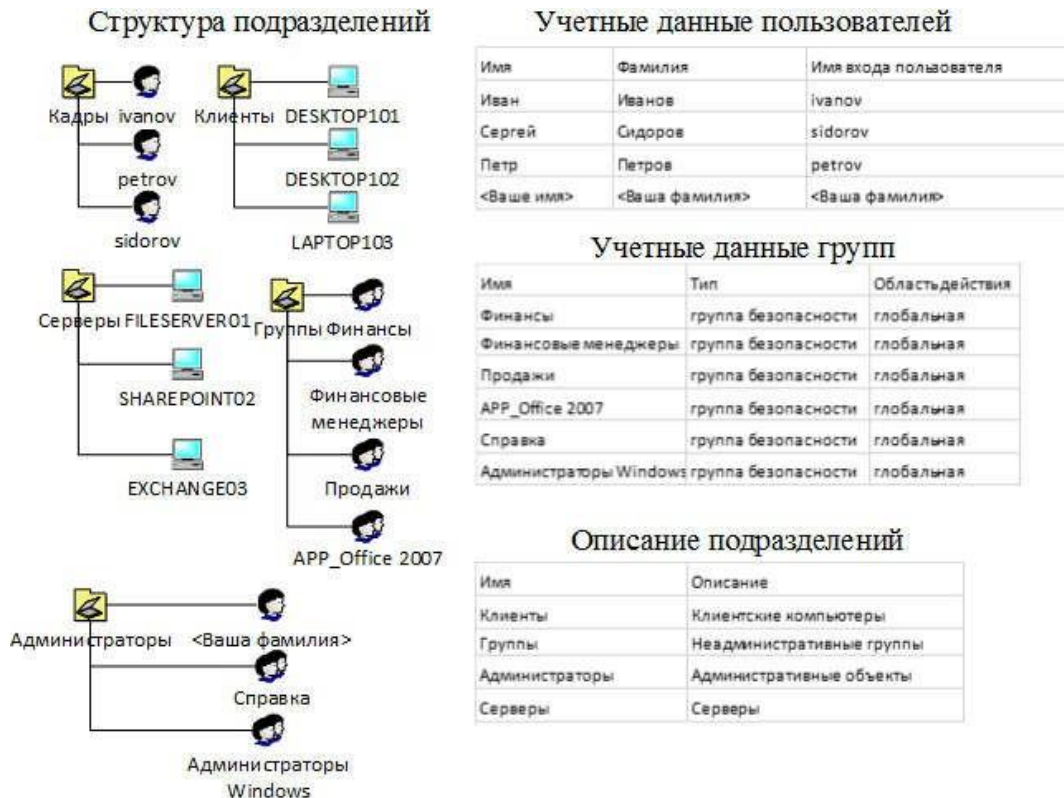 Структура подразделений
Кадры ivanov
petrov
sidorov
Клиенты DESKTOP101
DESKTOP102
LAPTOP103
Серверы FILESERVER01
SHAREPOINT02
EXCHANGE03
Группы Финансы
Финансовые
менеджеры
Продажи
APP_Office 2007
Администраторы <Ваша фамилия>
Справка
Администраторы
Windows
Учетные данные пользователей
Имя Фамилия Имя входа пользователя
Иван Иванов ivanov
Сергей Сидоров sidorov
Петр Петров petrov
<Ваше имя> <Ваша фамилия> <Ваша фамилия>
Учетные данные групп
Имя Тип Область действия
Финансы группа безопасности глобальная
Финансовые менеджеры группа безопасности глобальная
Продажи группа безопасности глобальная
APP_Office 2007 группа безопасности глобальная
Справка группа безопасности глобальная
Администраторы Windows группа безопасности глобальная
Описание подразделений
Имя Описание
Клиенты Клиентские компьютеры
Группы Неадминистративные группы
Администраторы Административные объекты
Серверы Серверы